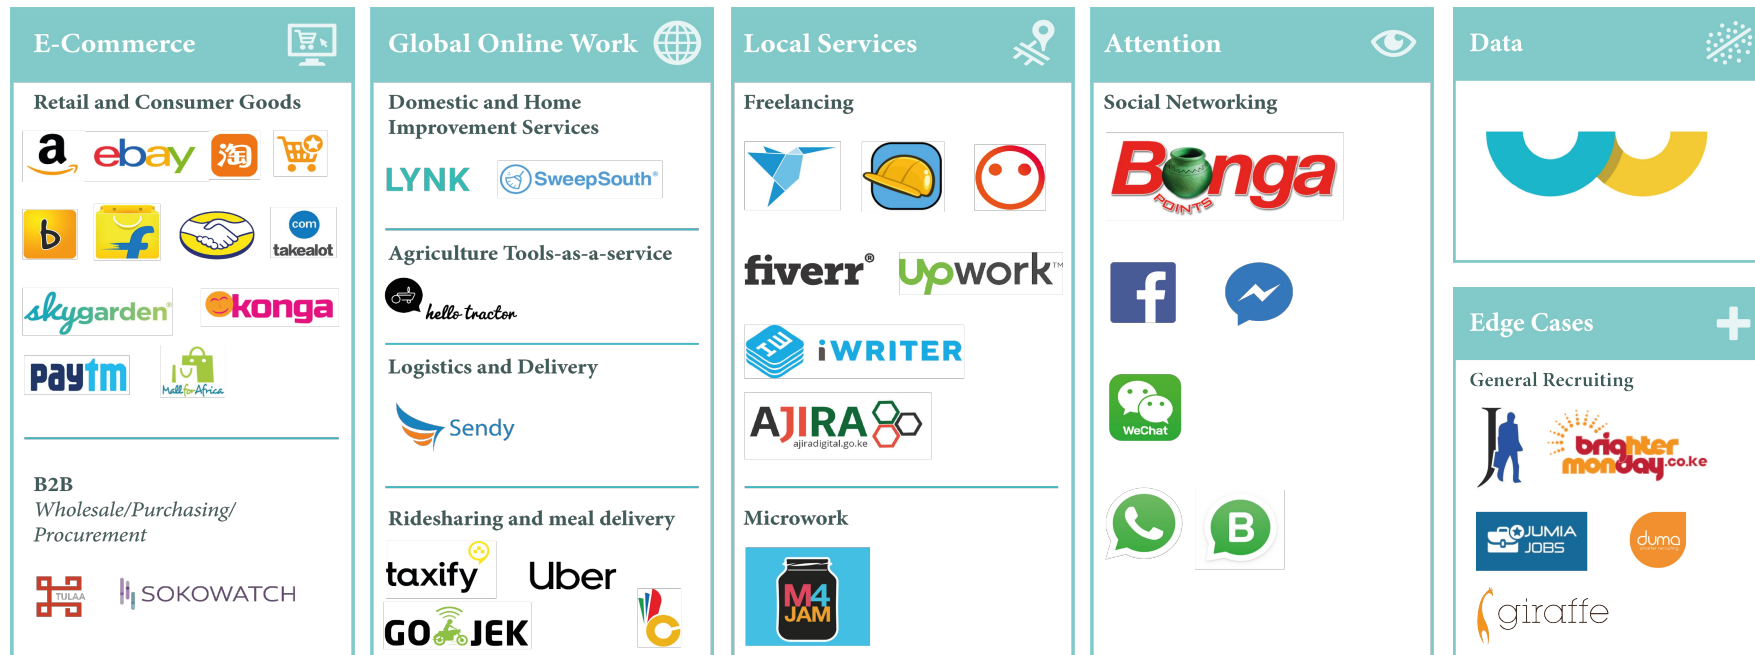 E-Commerce
Retail and Consumer Goods
a
ebay
淘
b
f
com
takealot
skygarden®
konga
paytm
Mall for Africa
B2B
Wholesale/Purchasing/
Procurement
TULAA
SOKOWATCH
Global Online Work
Domestic and Home
Improvement Services
LYNK
SweepSouth®
Agriculture Tools-as-a-service
hello tractor
Logistics and Delivery
Sendy
Ridesharing and meal delivery
taxify
Uber
GOJEK
Local Services
Freelancing
fiverr®
upwork™
IW
iWRITER
AJIRA
ajiradigital.go.ke
Microwork
M4
JAM
Attention
Social Networking
Bonga
POINTS
f
WeChat
B
Data
Edge Cases
General Recruiting
J
brighter
monday.co.ke
JUMIA
JOBS
duma
giraffe